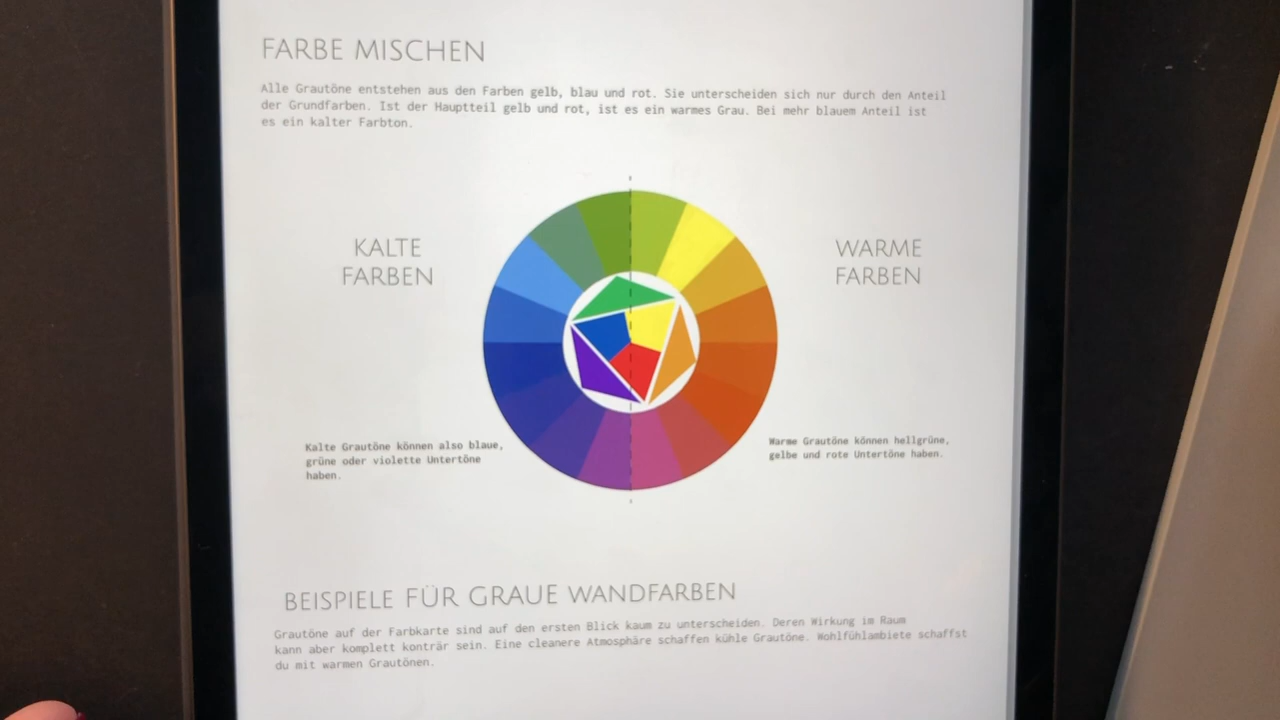 FARBE MISCHEN
Alle Grautöne entstehen aus den Farben gelb, blau und rot. Sie unterscheiden sich nur durch den Anteil
der Grundfarben. Ist der Hauptteil gelb und rot, ist es ein warmes Grau. Bei mehr blauem Anteil ist
es ein kalter Farbton.
KALTE
FARBEN
WARME
FARBEN
Kalte Grautöne können also blaue,
grüne oder violette Untertöne
haben.
Warme Grautöne können hellgrüne,
gelbe und rote Untertöne haben.
BEISPIELE FÜR GRAUE WANDFARBEN
Grautöne auf der Farbkarte sind auf den ersten Blick kaum zu unterscheiden. Deren Wirkung im Raum
kann aber komplett konträr sein. Eine cleanere Atmosphäre schaffen kühle Grautöne. Wohlfühlambiete schaffst
du mit warmen Grautönen.